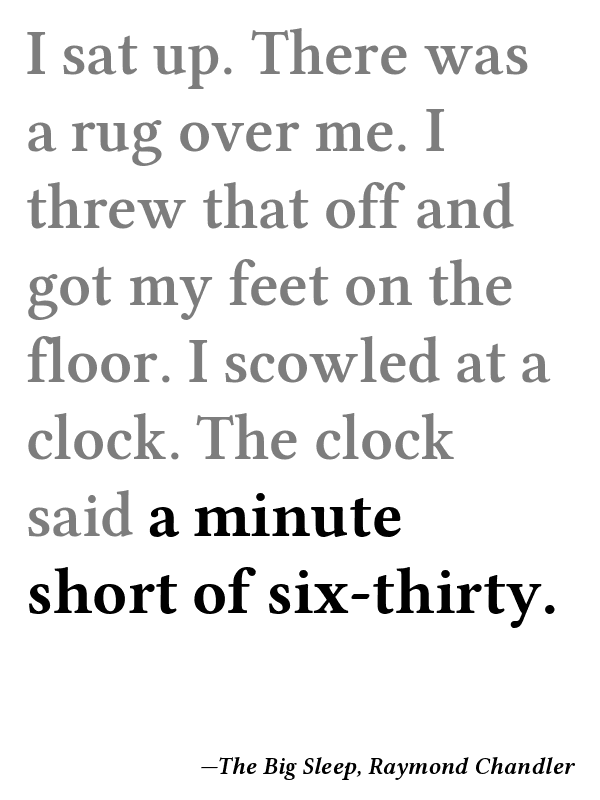 I sat up. There was
a rug over me. I
threw that off and
got my feet on the
floor. I scowled at a
clock. The clock
said a minute
short of six-thirty.
—The Big Sleep, Raymond Chandler